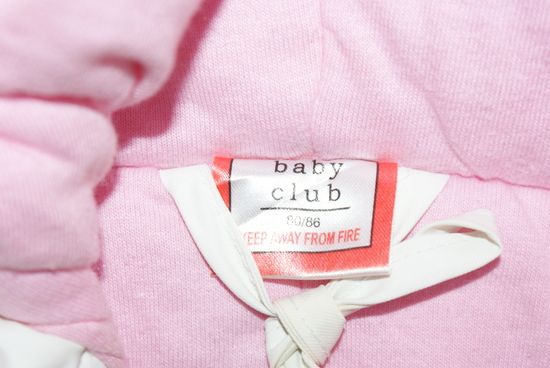 baby
club
80/86
KEEP AWAY FROM FIRE